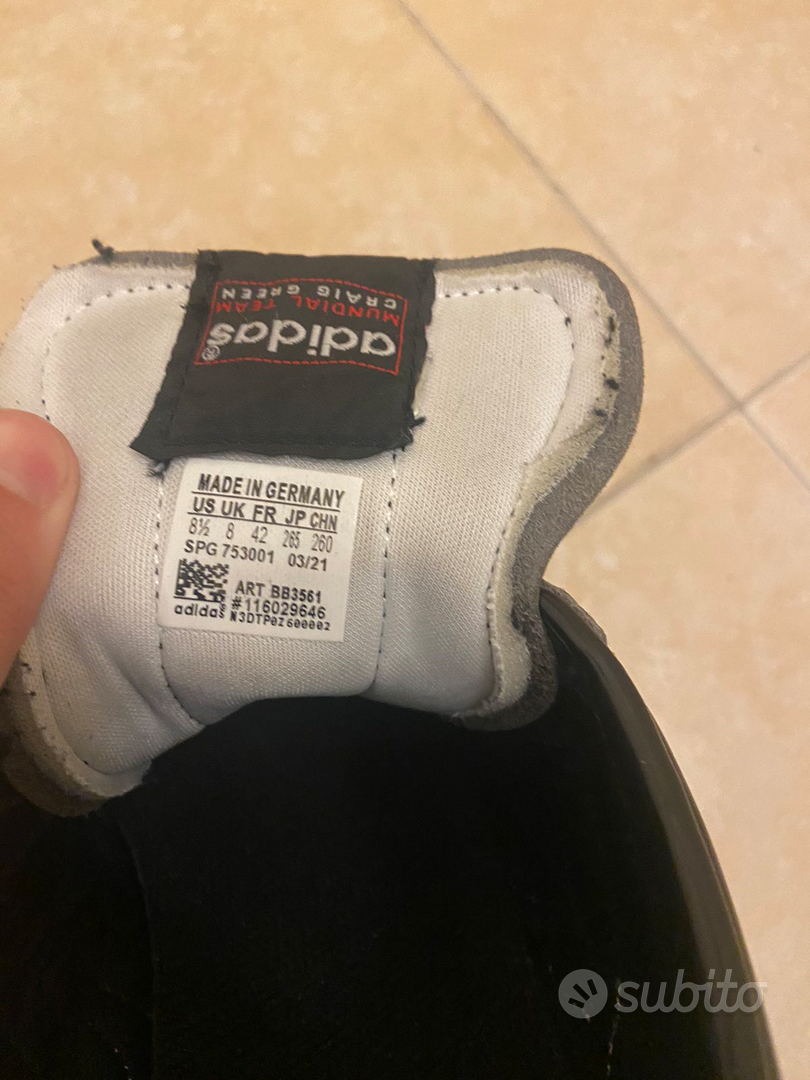 adidas®
MUNDIAL TEAM
CRAIG GREEN
MADE IN GERMANY
US UK FR JP CHN
8½ 8 42 265 260
SPG 753001 03/21
ART BB3561
#116029646
adidas N3DTP0Z600002
subito